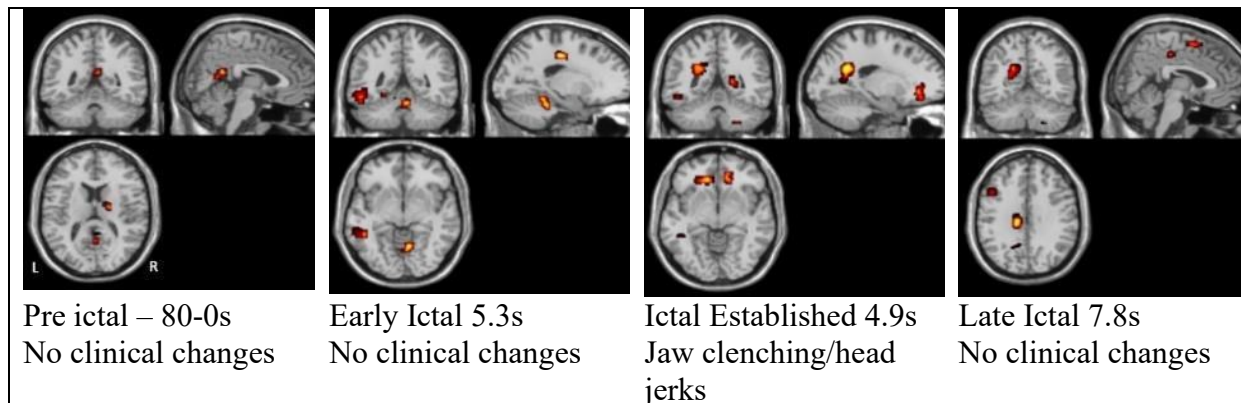 L
R
Pre ictal – 80-0s
No clinical changes
Early Ictal 5.3s
No clinical changes
Ictal Established 4.9s
Jaw clenching/head
jerks
Late Ictal 7.8s
No clinical changes